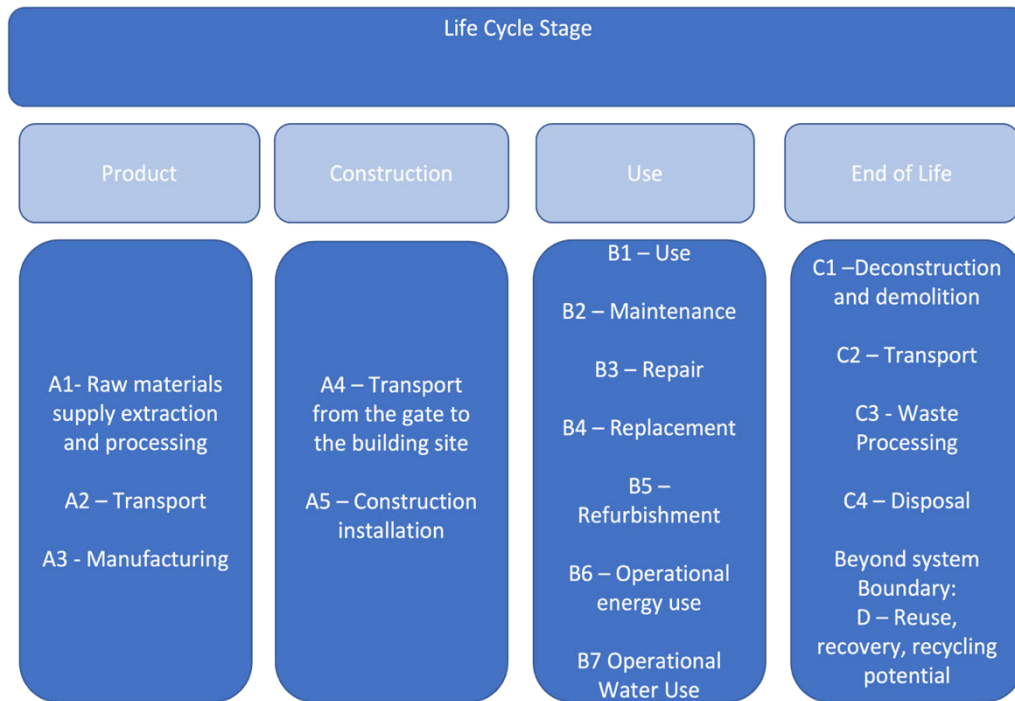 Life Cycle Stage
Product
Construction
Use
End of Life
A1- Raw materials
supply extraction
and processing
A2 – Transport
A3 - Manufacturing
A4 – Transport
from the gate to
the building site
A5 – Construction
installation
B1 – Use
B2 – Maintenance
B3 – Repair
B4 – Replacement
B5 –
Refurbishment
B6 – Operational
energy use
B7 Operational
Water Use
C1 –Deconstruction
and demolition
C2 – Transport
C3 - Waste
Processing
C4 – Disposal
Beyond system
Boundary:
D – Reuse,
recovery, recycling
potential